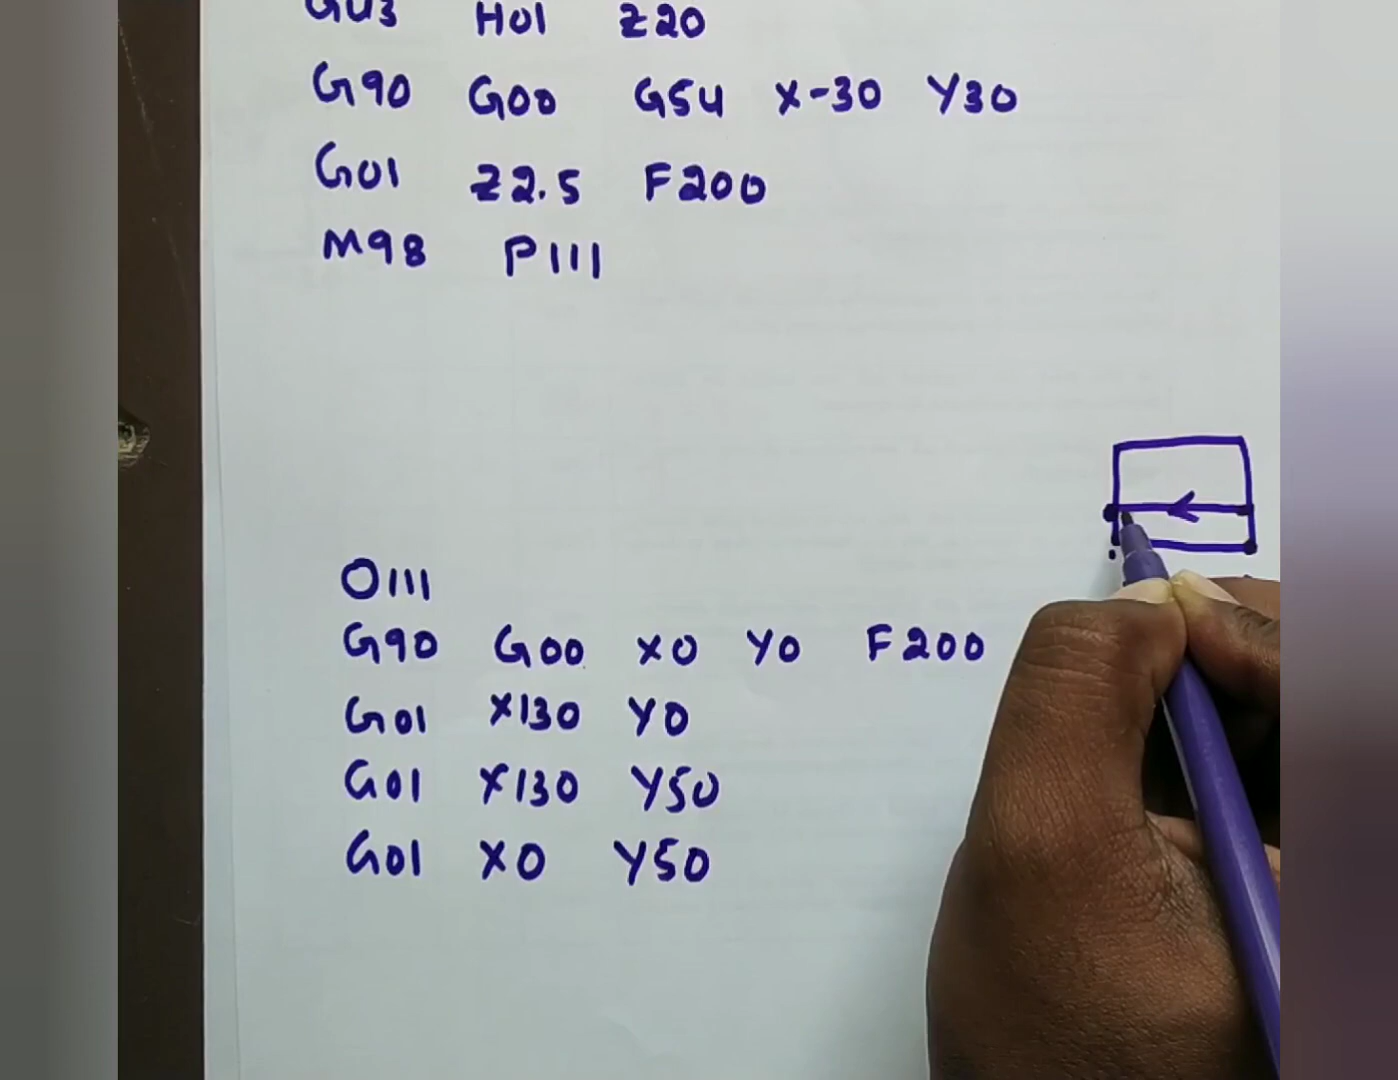 G43 H01 Z20
G90 G00 G54 X-30 Y30
G01 Z2.5 F200
M98 P111
O111
G90 G00 X0 Y0 F200
G01 X130 Y0
G01 X130 Y50
G01 X0 Y50